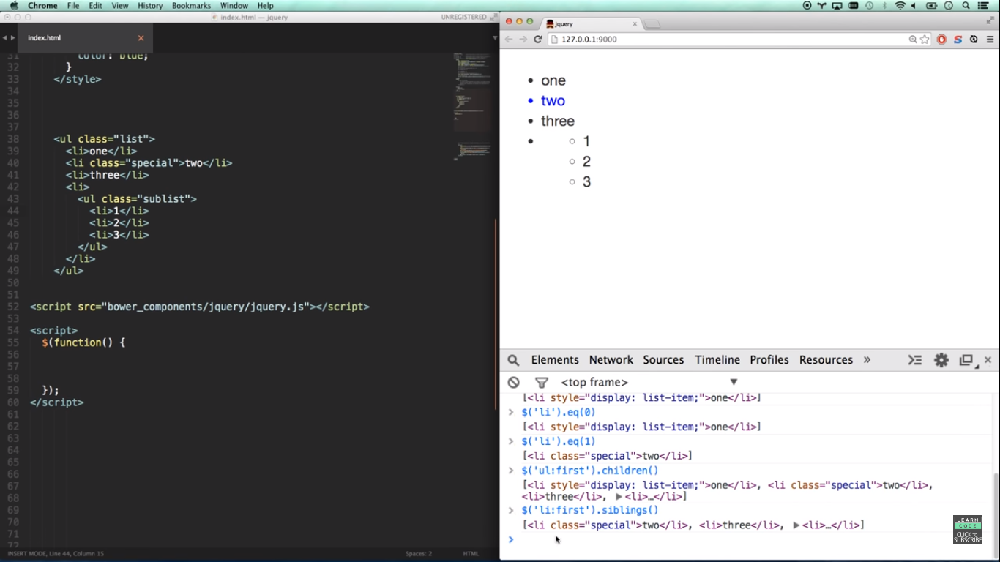 Chrome File Edit View History Bookmarks Window Help
index.html — jquery
UNREGISTERED
index.html
31 color: blue;
32 }
33 </style>
34
35
36
37
38 <ul class="list">
39 <li>one</li>
40 <li class="special">two</li>
41 <li>three</li>
42 <li>
43 <ul class="sublist">
44 <li>1</li>
45 <li>2</li>
46 <li>3</li>
47 </ul>
48 </li>
49 </ul>
50
51
52 <script src="bower_components/jquery/jquery.js"></script>
53
54 <script>
55 $(function() {
56
57
58
59 });
60 </script>
61
62
63
64
65
66
67
68
69
70
71
72
INSERT MODE, Line 44, Column 15
Spaces: 2
HTML
jquery
127.0.0.1:9000
one
two
three
1
2
3
Elements Network Sources Timeline Profiles Resources »
<top frame>
[<li style="display: list-item;">one</li>]
> $('li').eq(0)
[<li style="display: list-item;">one</li>]
> $('li').eq(1)
[<li class="special">two</li>]
> $('ul:first').children()
[<li style="display: list-item;">one</li>, <li class="special">two</li>,
<li>three</li>, ▶<li>…</li>]
> $('li:first').siblings()
[<li class="special">two</li>, <li>three</li>, ▶<li>…</li>]
>
LEARN
CODE
CLICK TO
SUBSCRIBE